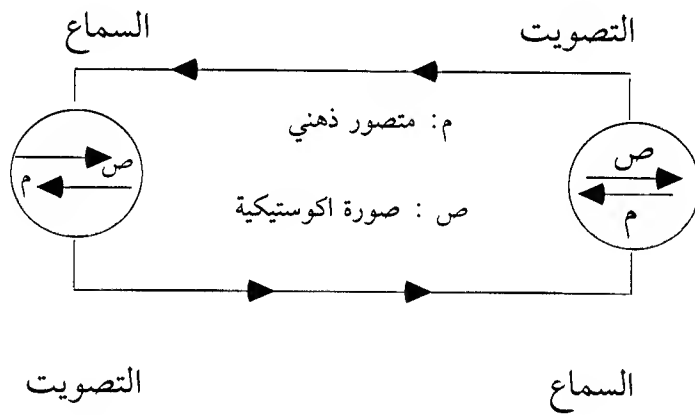 التصويت
السماع
م: متصور ذهني
ص
م
ص
م
ص : صورة اكوستيكية
السماع
التصويت